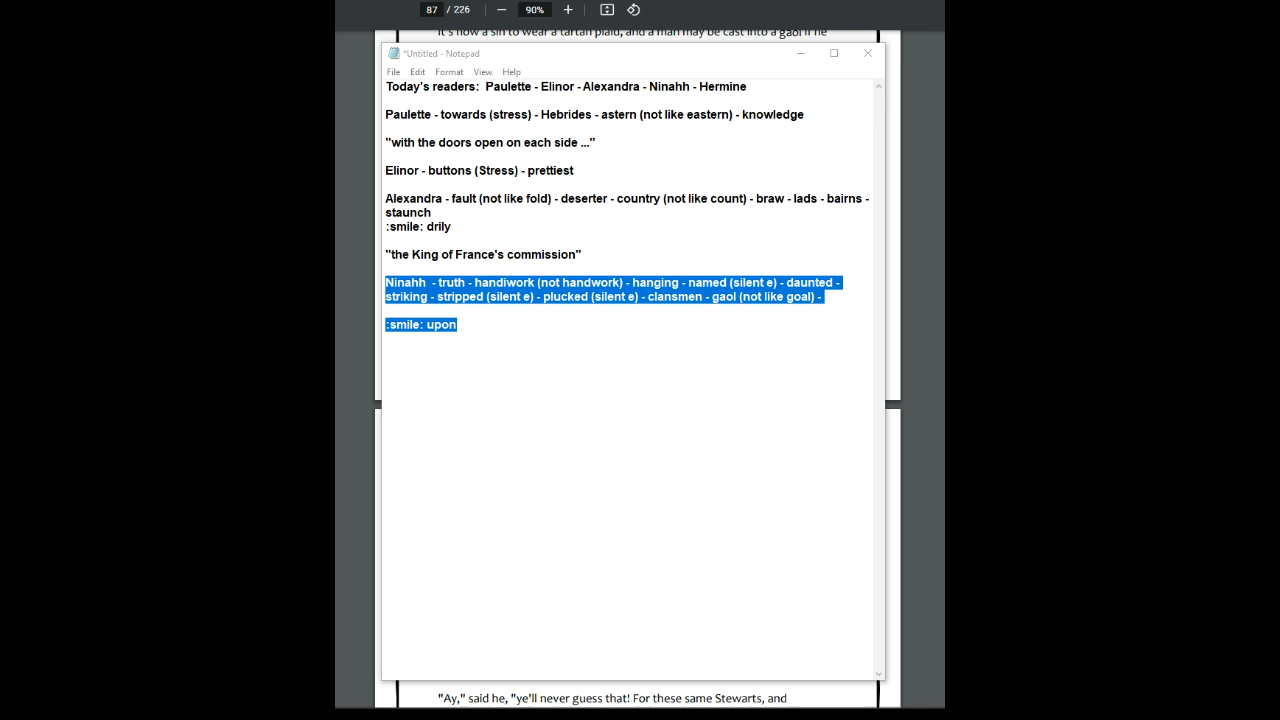 87 / 226 90%
It's now a sin to wear a tartan plaid, and a man may be cast into a gaol if he
*Untitled - Notepad
File Edit Format View Help
Today's readers: Paulette - Elinor - Alexandra - Ninahh - Hermine
Paulette - towards (stress) - Hebrides - astern (not like eastern) - knowledge
"with the doors open on each side ..."
Elinor - buttons (Stress) - prettiest
Alexandra - fault (not like fold) - deserter - country (not like count) - braw - lads - bairns -
staunch
:smile: drily
"the King of France's commission"
Ninahh - truth - handiwork (not handwork) - hanging - named (silent e) - daunted -
striking - stripped (silent e) - plucked (silent e) - clansmen - gaol (not like goal) -
:smile: upon
"Ay," said he, "ye'll never guess that! For these same Stewarts, and